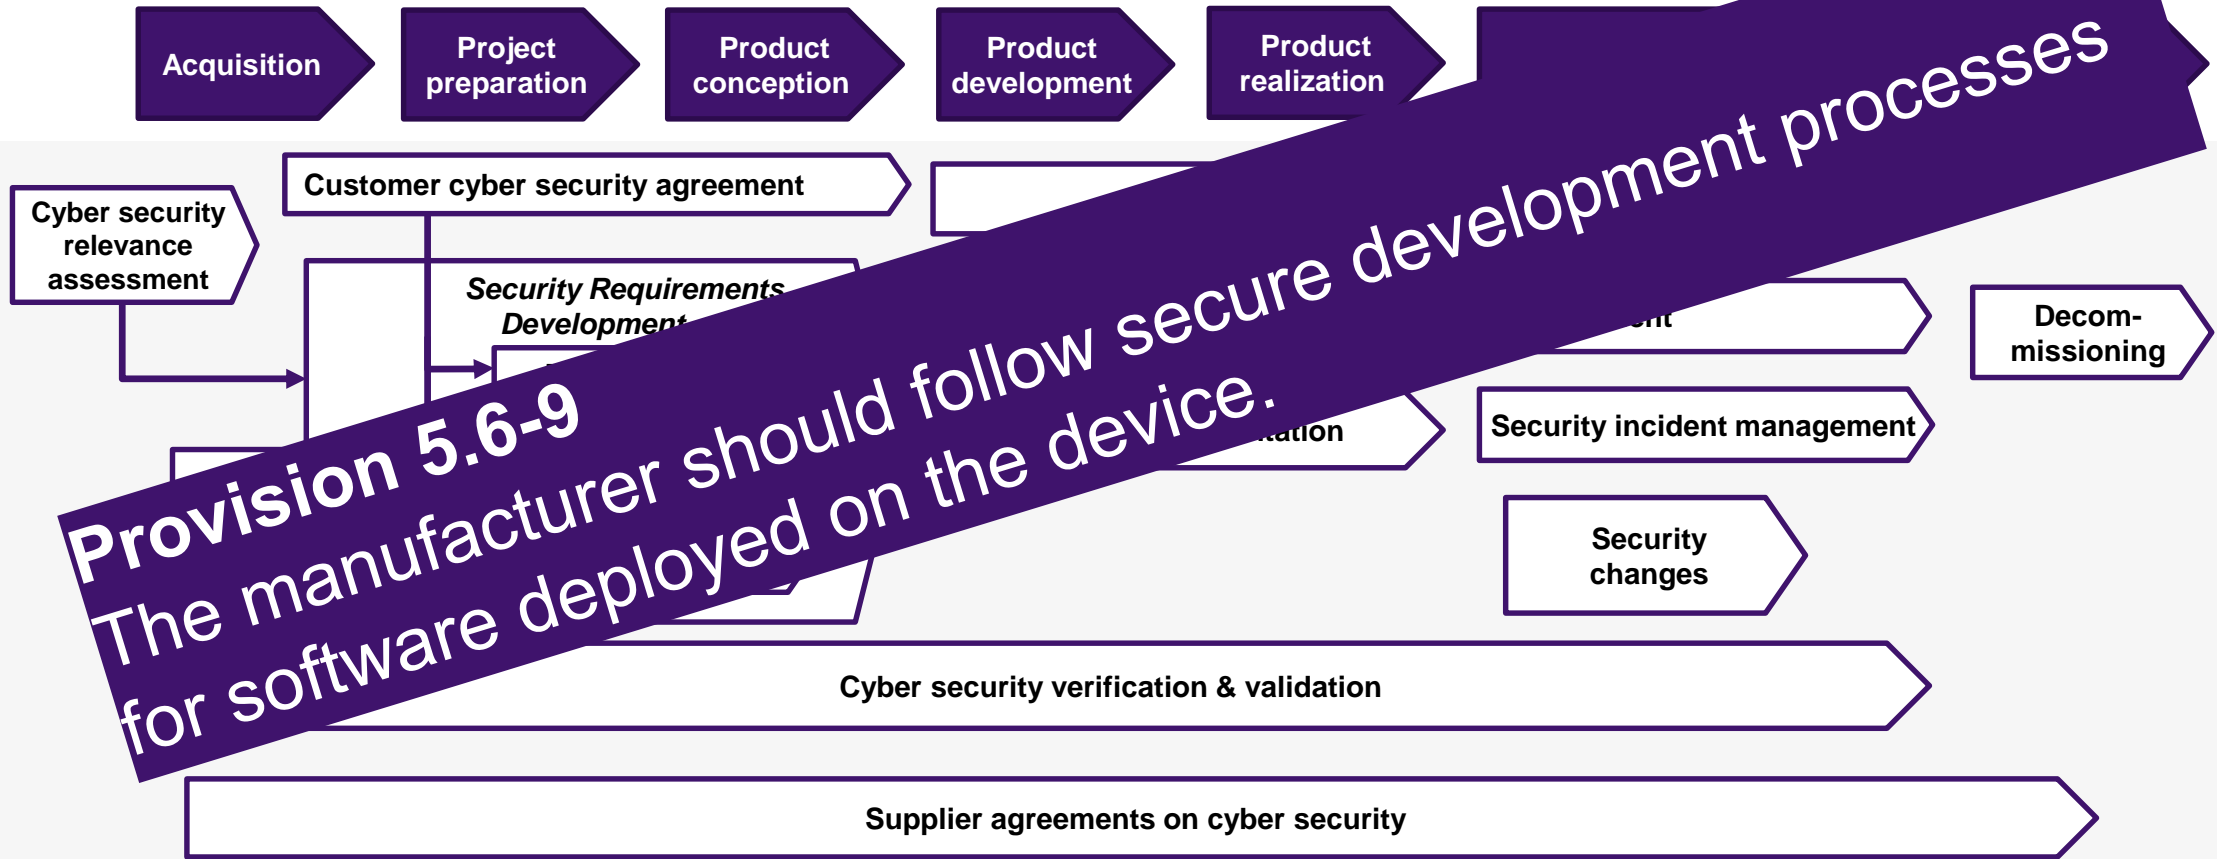 Acquisition
Project
preparation
Product
conception
Product
development
Product
realization
Customer cyber security agreement
Cyber security
relevance
assessment
Security Requirements
Development
Decom-
missioning
Security incident management
Security
changes
Provision 5.6-9
The manufacturer should follow secure development processes
for software deployed on the device.
Cyber security verification & validation
Supplier agreements on cyber security